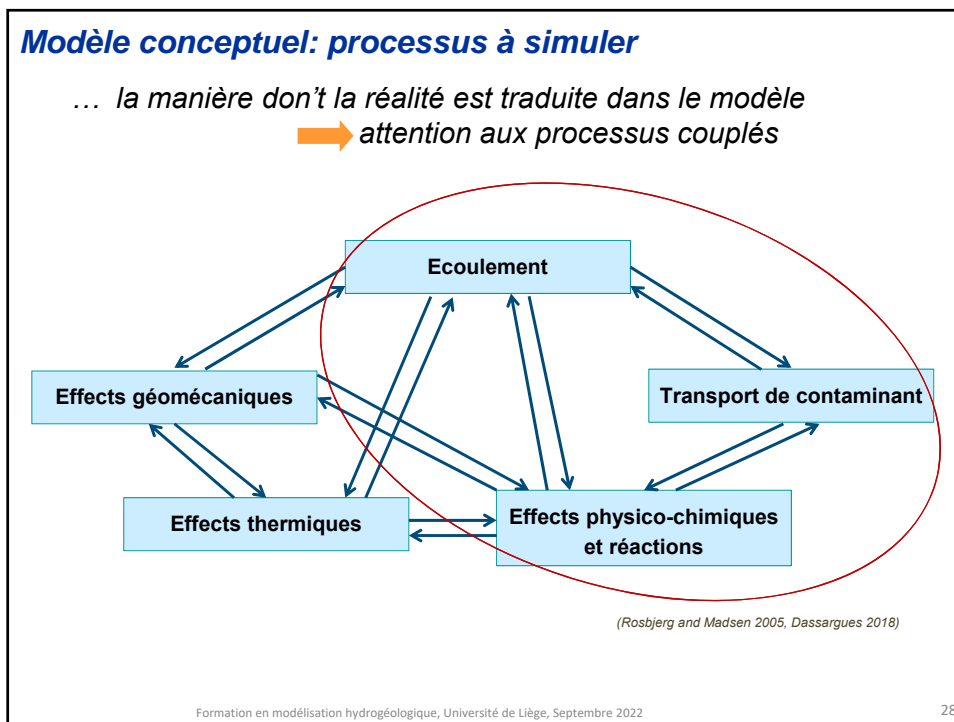 Modèle conceptuel: processus à simuler
… la manière don't la réalité est traduite dans le modèle
attention aux processus couplés
Ecoulement
Effects géomécaniques
Transport de contaminant
Effects thermiques
Effects physico-chimiques
et réactions
(Rosbjerg and Madsen 2005, Dassargues 2018)
Formation en modélisation hydrogéologique, Université de Liège, Septembre 2022
28